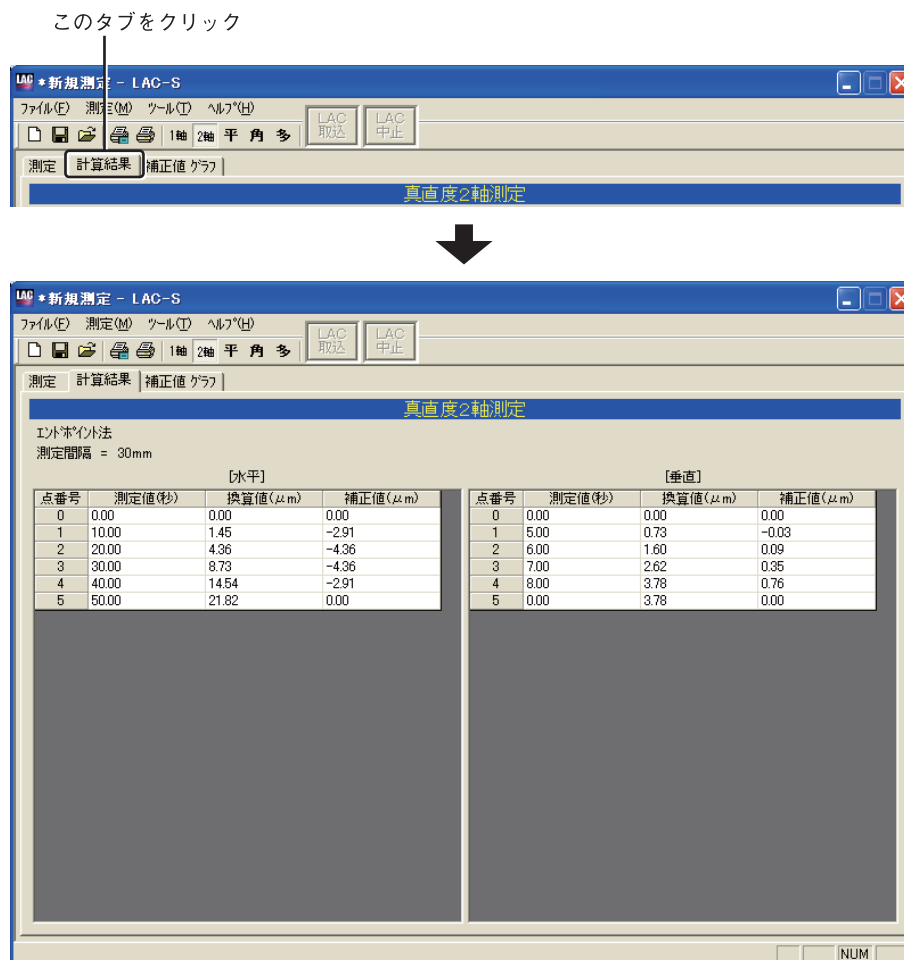 このタブをクリック
LAC *新規測定 - LAC-S
ファイル(F) 測定(M) ツール(T) ヘルプ(H)
1軸 2軸 平 角 多 LAC取込 LAC中止
測定 計算結果 補正値 グラフ
真直度2軸測定
LAC *新規測定 - LAC-S
ファイル(F) 測定(M) ツール(T) ヘルプ(H)
1軸 2軸 平 角 多 LAC取込 LAC中止
測定 計算結果 補正値 グラフ
真直度2軸測定
エンドポイント法
測定間隔 = 30mm
[水平] [垂直]
点番号 測定値(秒) 換算値(μm) 補正値(μm) 点番号 測定値(秒) 換算値(μm) 補正値(μm)
0 0.00 0.00 0.00 0 0.00 0.00 0.00
1 10.00 1.45 -2.91 1 5.00 0.73 -0.03
2 20.00 4.36 -4.36 2 6.00 1.60 0.09
3 30.00 8.73 -4.36 3 7.00 2.62 0.35
4 40.00 14.54 -2.91 4 8.00 3.78 0.76
5 50.00 21.82 0.00 5 0.00 3.78 0.00
NUM